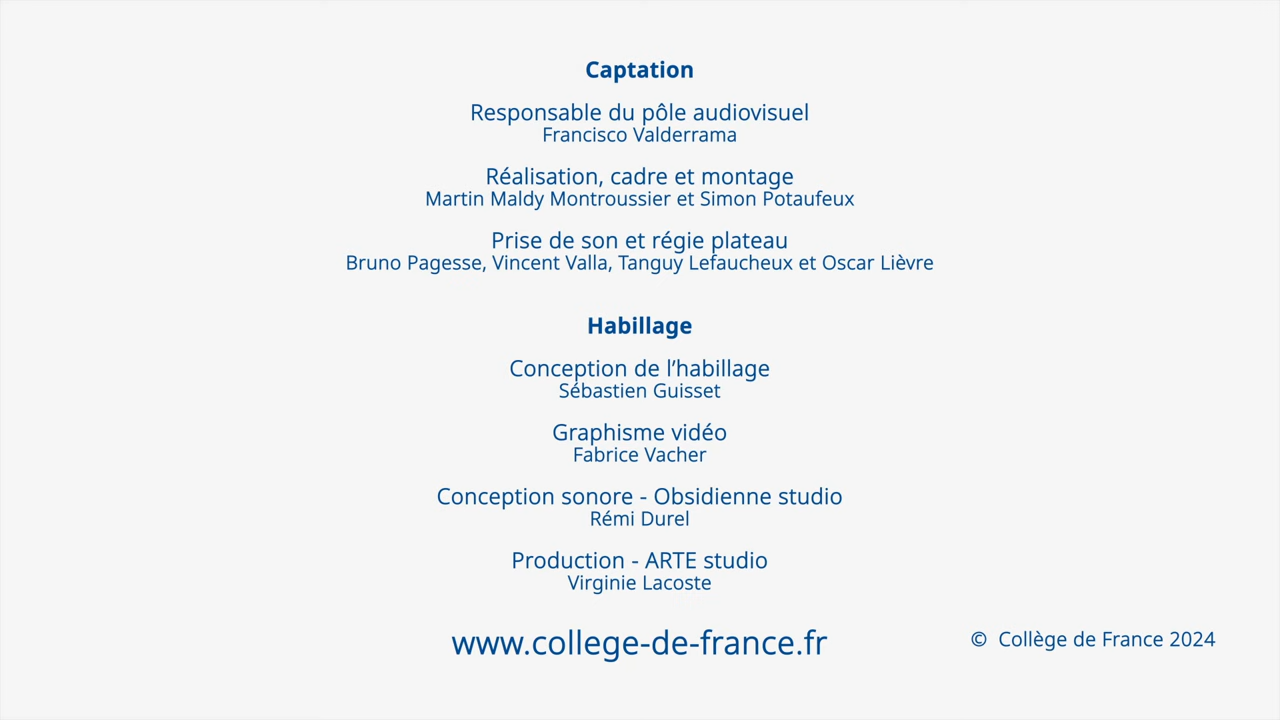 Captation
Responsable du pôle audiovisuel
Francisco Valderrama
Réalisation, cadre et montage
Martin Maldy Montroussier et Simon Potaufeux
Prise de son et régie plateau
Bruno Pagesse, Vincent Valla, Tanguy Lefaucheux et Oscar Lièvre
Habillage
Conception de l’habillage
Sébastien Guisset
Graphisme vidéo
Fabrice Vacher
Conception sonore - Obsidienne studio
Rémi Durel
Production - ARTE studio
Virginie Lacoste
www.college-de-france.fr
© Collège de France 2024